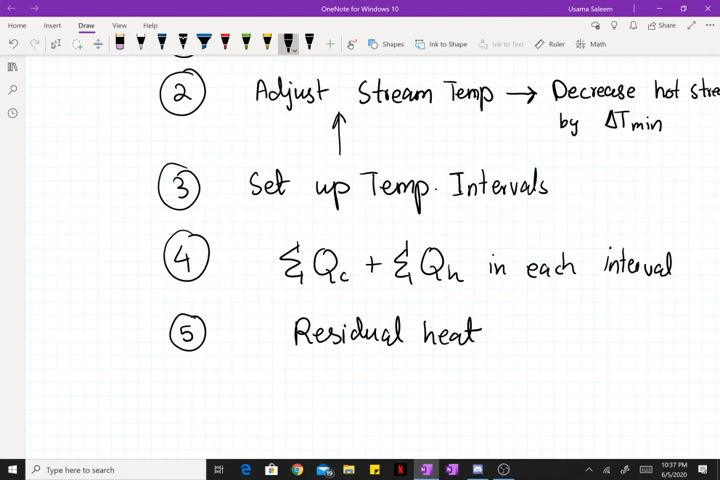 OneNote for Windows 10
Usama Saleem
Home Insert Draw View Help
Share
Shapes Ink to Shape Ink to Text Ruler Math
2 Adjust Stream Temp → Decrease hot
by ΔTmin
3 Set up Temp. Intervals
4 ΣQc + ΣQh in each interval
5 Residual heat
Type here to search
19
10:37 PM
6/5/2020